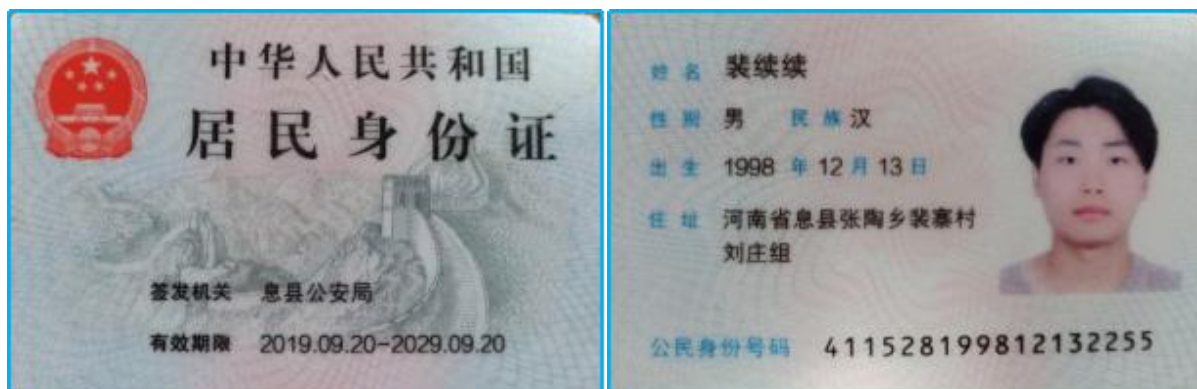 中华人民共和国
居民身份证
签发机关 息县公安局
有效期限 2019.09.20-2029.09.20
姓名 裴续续
性别 男 民族 汉
出生 1998 年 12 月 13 日
住址 河南省息县张陶乡裴寨村
刘庄组
公民身份号码 411528199812132255